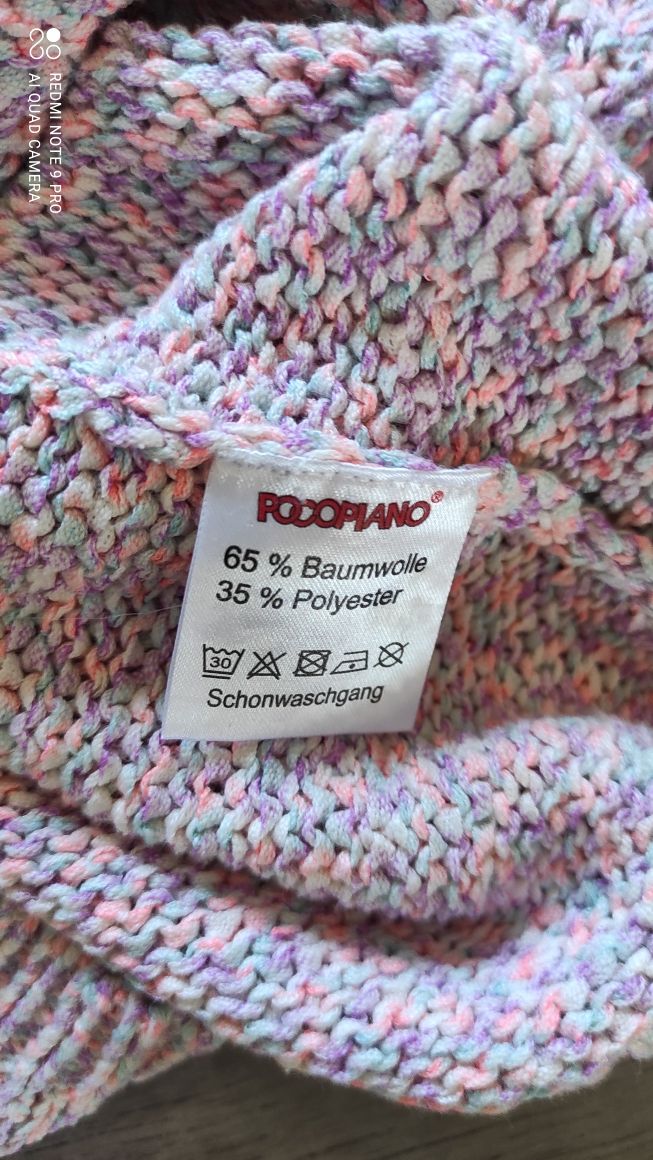 REDMI NOTE 9 PRO
AI QUAD CAMERA
POCOPIANO®
65 % Baumwolle
35 % Polyester
30
Schonwaschgang